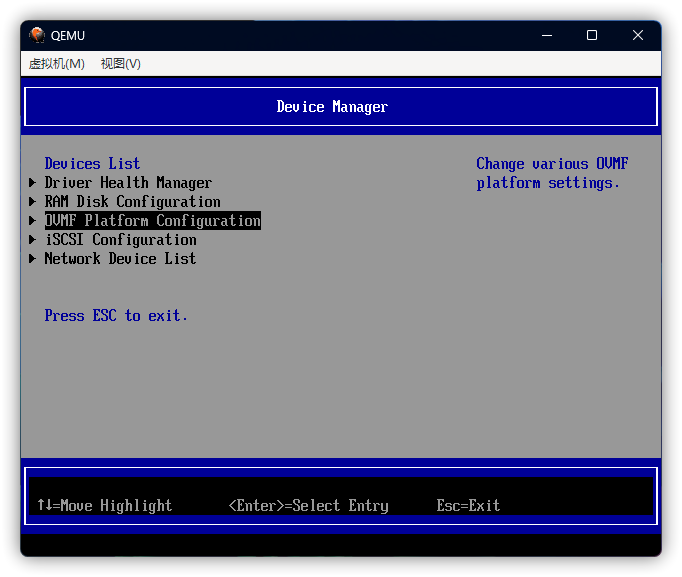 QEMU
虚拟机(M) 视图(V)
Device Manager
Devices List
Change various OVMF
Driver Health Manager
platform settings.
RAM Disk Configuration
OVMF Platform Configuration
iSCSI Configuration
Network Device List
Press ESC to exit.
↑↓=Move Highlight <Enter>=Select Entry Esc=Exit